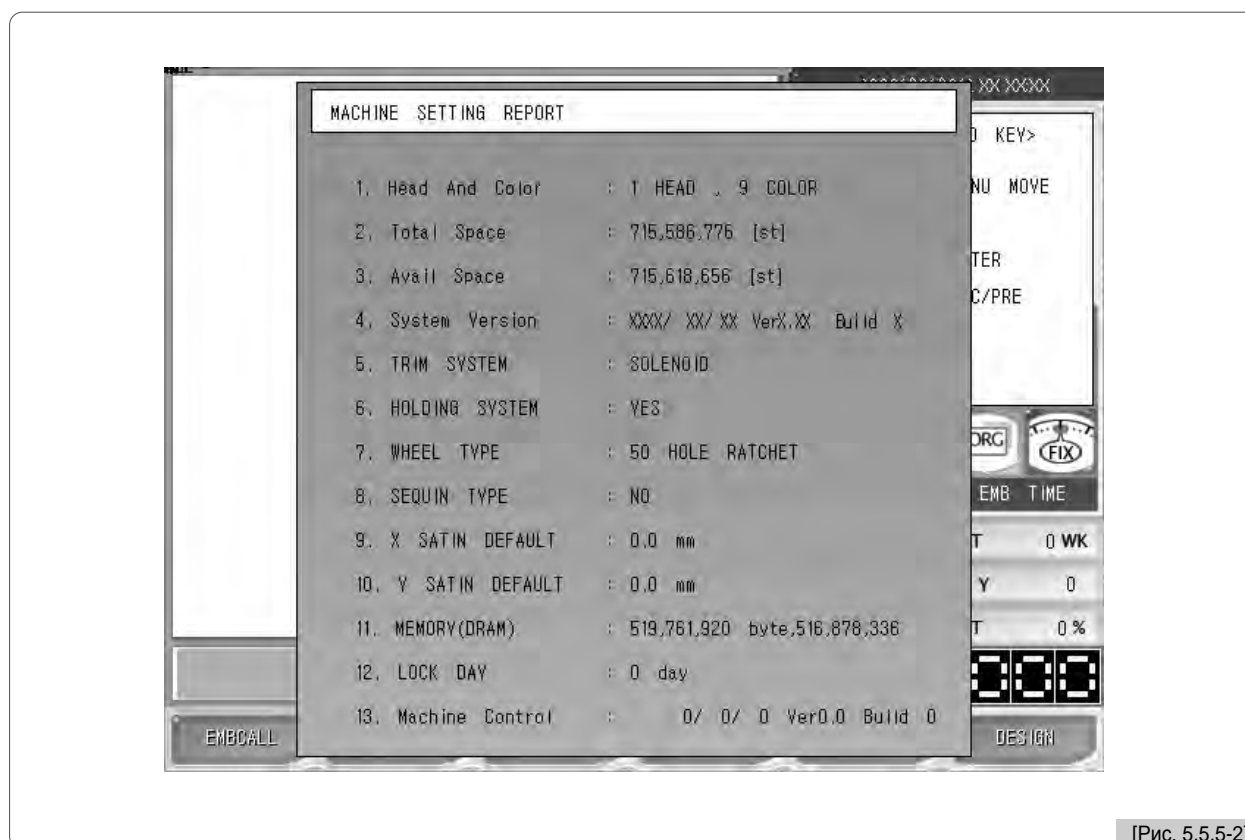 XX XXXX
MACHINE SETTING REPORT
KEY>
1. Head And Color : 1 HEAD , 9 COLOR
NU MOVE
2. Total Space : 715,586,776 [st]
TER
3. Avail Space : 715,618,656 [st]
C/PRE
4. System Version : XXXX/ XX/ XX VerX.XX Build X
5. TRIM SYSTEM : SOLENOID
6. HOLDING SYSTEM : YES
7. WHEEL TYPE : 50 HOLE RATCHET
ORG FIX
8. SEQUIN TYPE : NO
EMB TIME
9. X SATIN DEFAULT : 0.0 mm
T 0 WK
10. Y SATIN DEFAULT : 0.0 mm
Y 0
11. MEMORY(DRAM) : 519,761,920 byte,516,878,336
T 0 %
12. LOCK DAY : 0 day
000
13. Machine Control : 0/ 0/ 0 Ver0.0 Build 0
EMBCALL DESIGN
[Рис. 5.5.5-2]